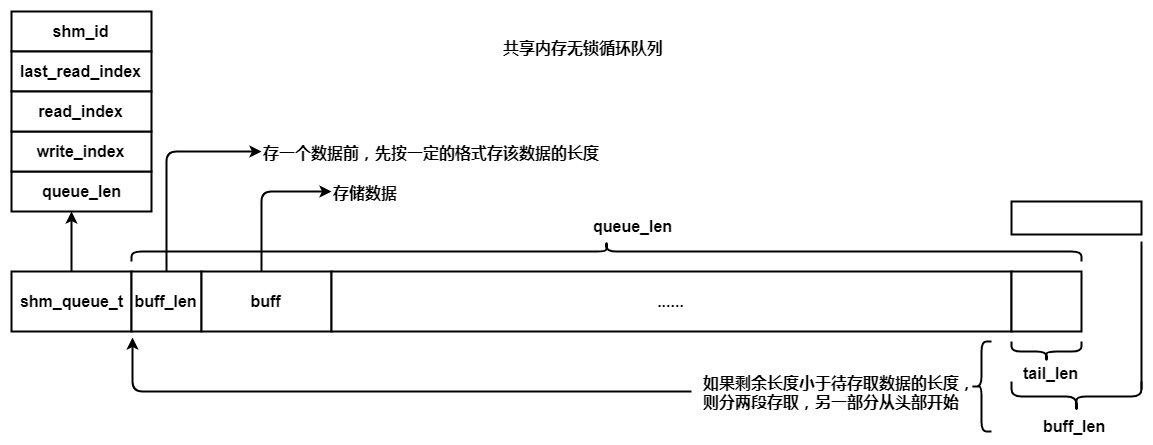 shm_id
last_read_index
read_index
write_index
queue_len
共享内存无锁循环队列
存一个数据前，先按一定的格式存该数据的长度
存储数据
queue_len
shm_queue_t
buff_len
buff
......
tail_len
如果剩余长度小于待存取数据的长度，
则分两段存取，另一部分从头部开始
buff_len